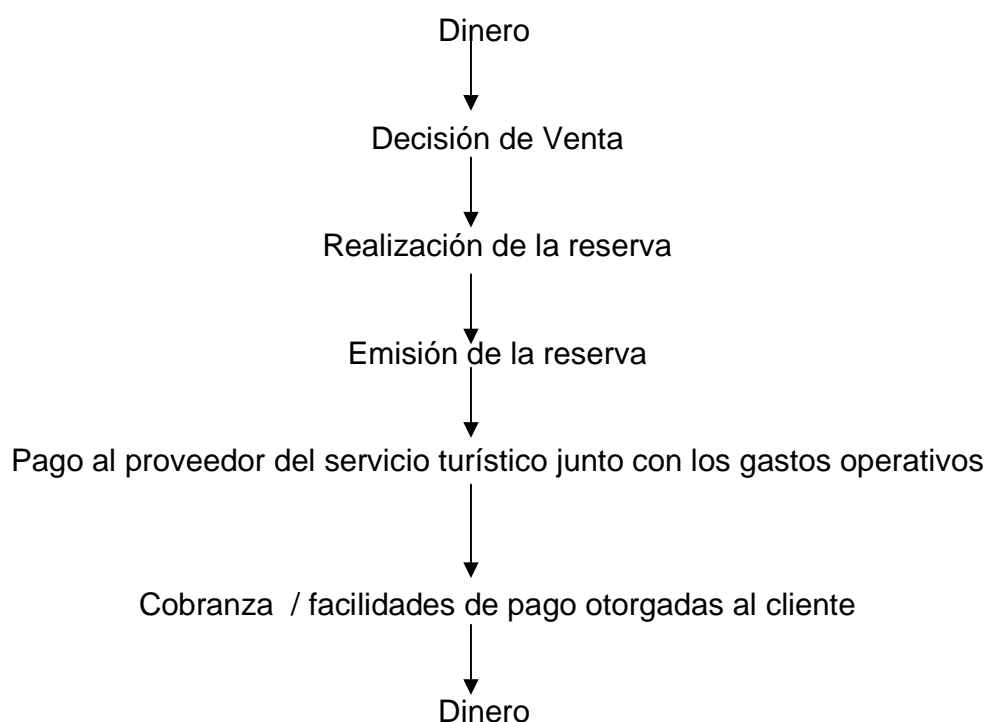 Dinero
Decisión de Venta
Realización de la reserva
Emisión de la reserva
Pago al proveedor del servicio turístico junto con los gastos operativos
Cobranza / facilidades de pago otorgadas al cliente
Dinero